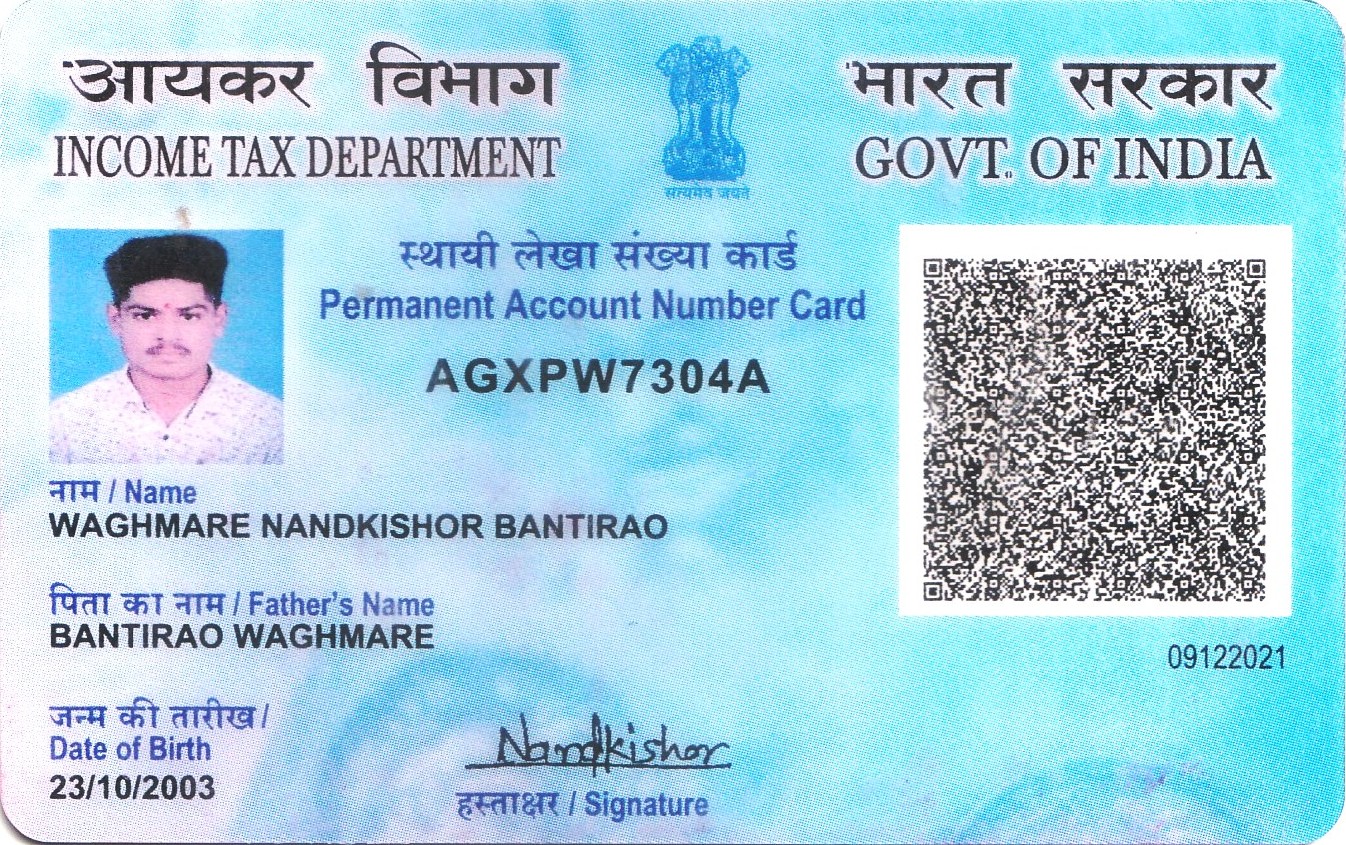 आयकर विभाग
INCOME TAX DEPARTMENT
सत्यमेव जयते
भारत सरकार
GOVT. OF INDIA
स्थायी लेखा संख्या कार्ड
Permanent Account Number Card
AGXPW7304A
नाम / Name
WAGHMARE NANDKISHOR BANTIRAO
पिता का नाम / Father's Name
BANTIRAO WAGHMARE
09122021
जन्म की तारीख /
Date of Birth
23/10/2003
Nandkishor
हस्ताक्षर / Signature